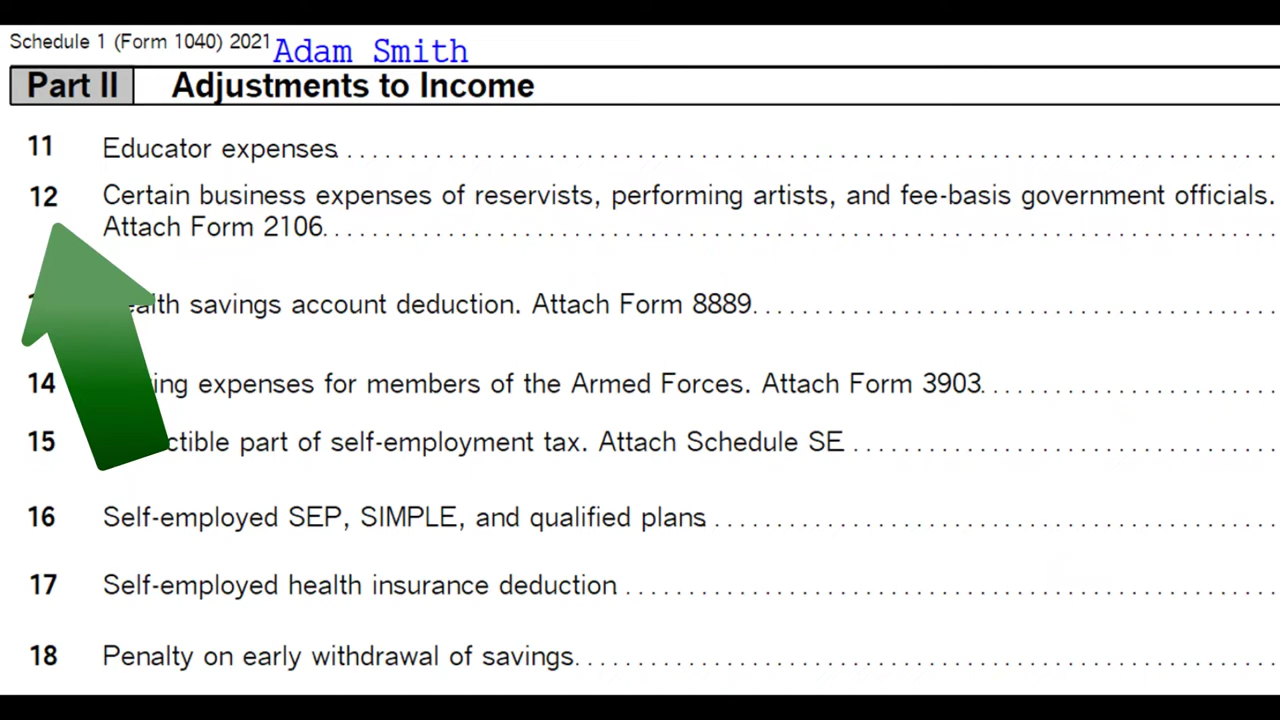 Schedule 1 (Form 1040) 2021 Adam Smith
Part II Adjustments to Income
11 Educator expenses
12 Certain business expenses of reservists, performing artists, and fee-basis government officials.
Attach Form 2106
savings account deduction. Attach Form 8889
14 expenses for members of the Armed Forces. Attach Form 3903
15 part of self-employment tax. Attach Schedule SE
16 Self-employed SEP, SIMPLE, and qualified plans
17 Self-employed health insurance deduction
18 Penalty on early withdrawal of savings